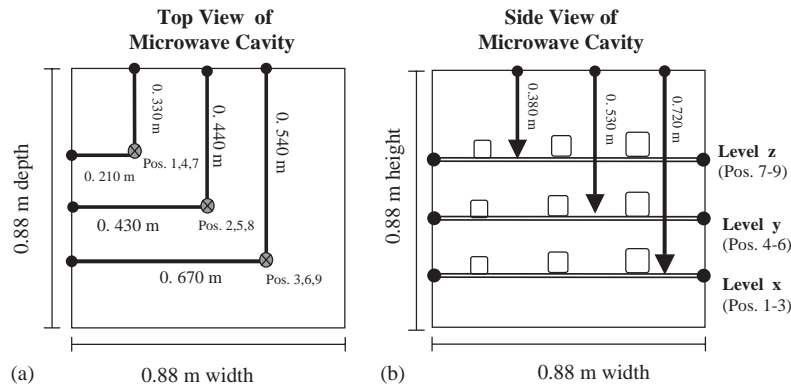 Top View of
Microwave Cavity
0.88 m depth
0. 330 m
0. 440 m
0. 540 m
Pos. 1,4,7
0. 210 m
Pos. 2,5,8
0. 430 m
Pos. 3,6,9
0. 670 m
(a)
0.88 m width
Side View of
Microwave Cavity
0.88 m height
0.380 m
0. 530 m
0.720 m
Level z
(Pos. 7-9)
Level y
(Pos. 4-6)
Level x
(Pos. 1-3)
(b)
0.88 m width